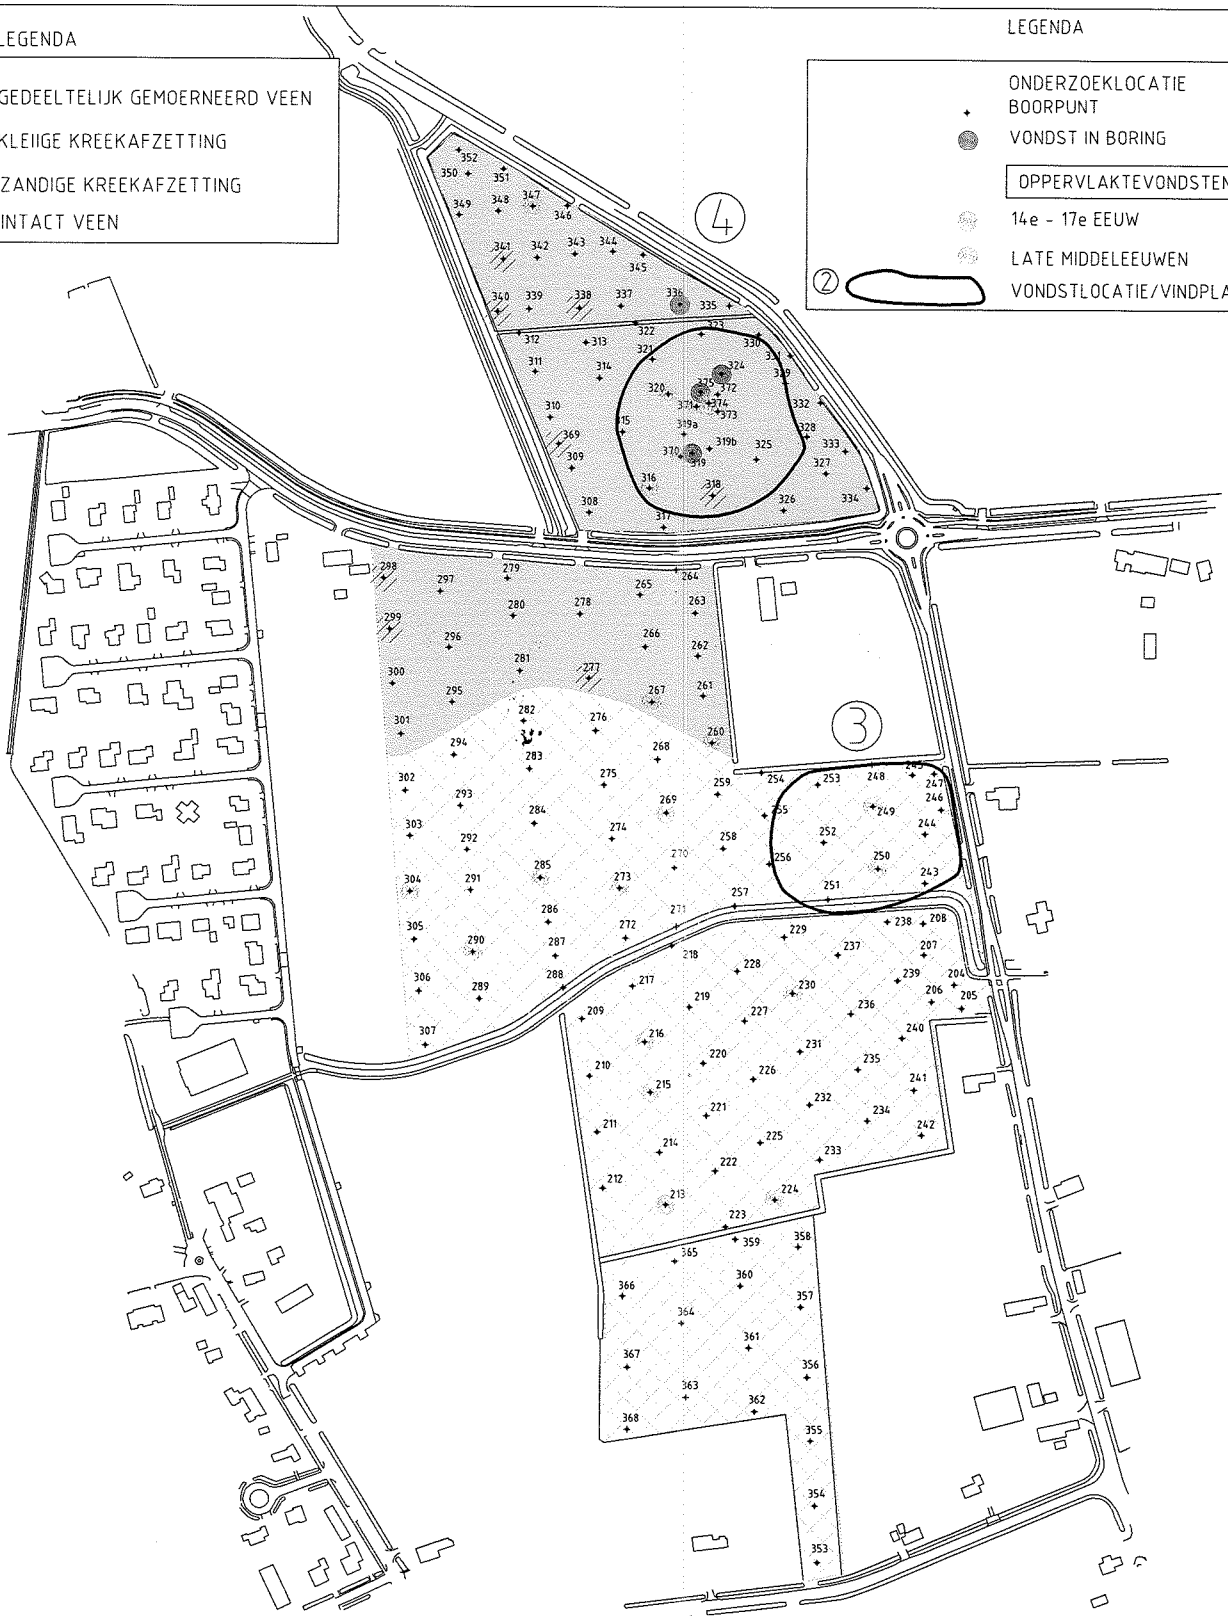 LEGENDA
GEDEELTELIJK GEMOERNEERD VEEN
KLEIIGE KREEKAFZETTING
ZANDIGE KREEKAFZETTING
INTACT VEEN
LEGENDA
ONDERZOEKLOCATIE
BOORPUNT
VONDST IN BORING
OPPERVLAKTEVONDSTEN
14e - 17e EEUW
LATE MIDDELEEUWEN
2 VONDSTLOCATIE/VINDPLA
4
352
350 351
349 348 347 346
341 342 343 344 345
340 339 338 337 336 335
312 313 322 323 330
311 314 321 324 331 329
310 320 375 372 332
315 371 374 373
369 319a 328
309 370 319 319b 325 333
316 318 327
308 317 326 334
298 297 279 265 264
299 280 278 263
296 266 262
300 281 277
295 267 261
301 282 276 260
294 283 268
3
302 275 259 254 253 248 245 247
293 269 255 249 246
303 284 274 252 244
292 270 258
304 291 285 273 256 250 243
286 271 257 251
305 272 238 208
290 287 218 229 237 207
306 289 288 217 228 239 204
209 219 230 236 206 205
307 216 227 240
210 220 231 235
215 226 241
211 221 232 234
214 225 242
212 222 233
213 224
223
365 359 358
366 360 357
364
367 361 356
363
368 362
355
354
353